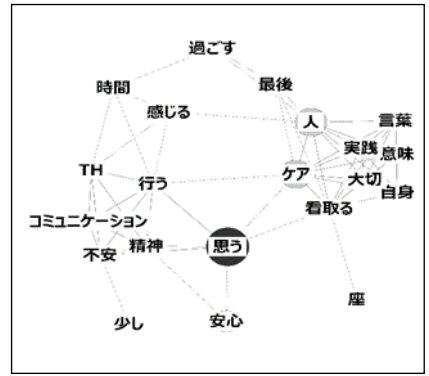 過ごす
最後
時間
感じる
人
言葉
実践
意味
TH
ケア
大切
行う
自身
看取る
コミュニケーション
精神
思う
不安
座
少し
安心